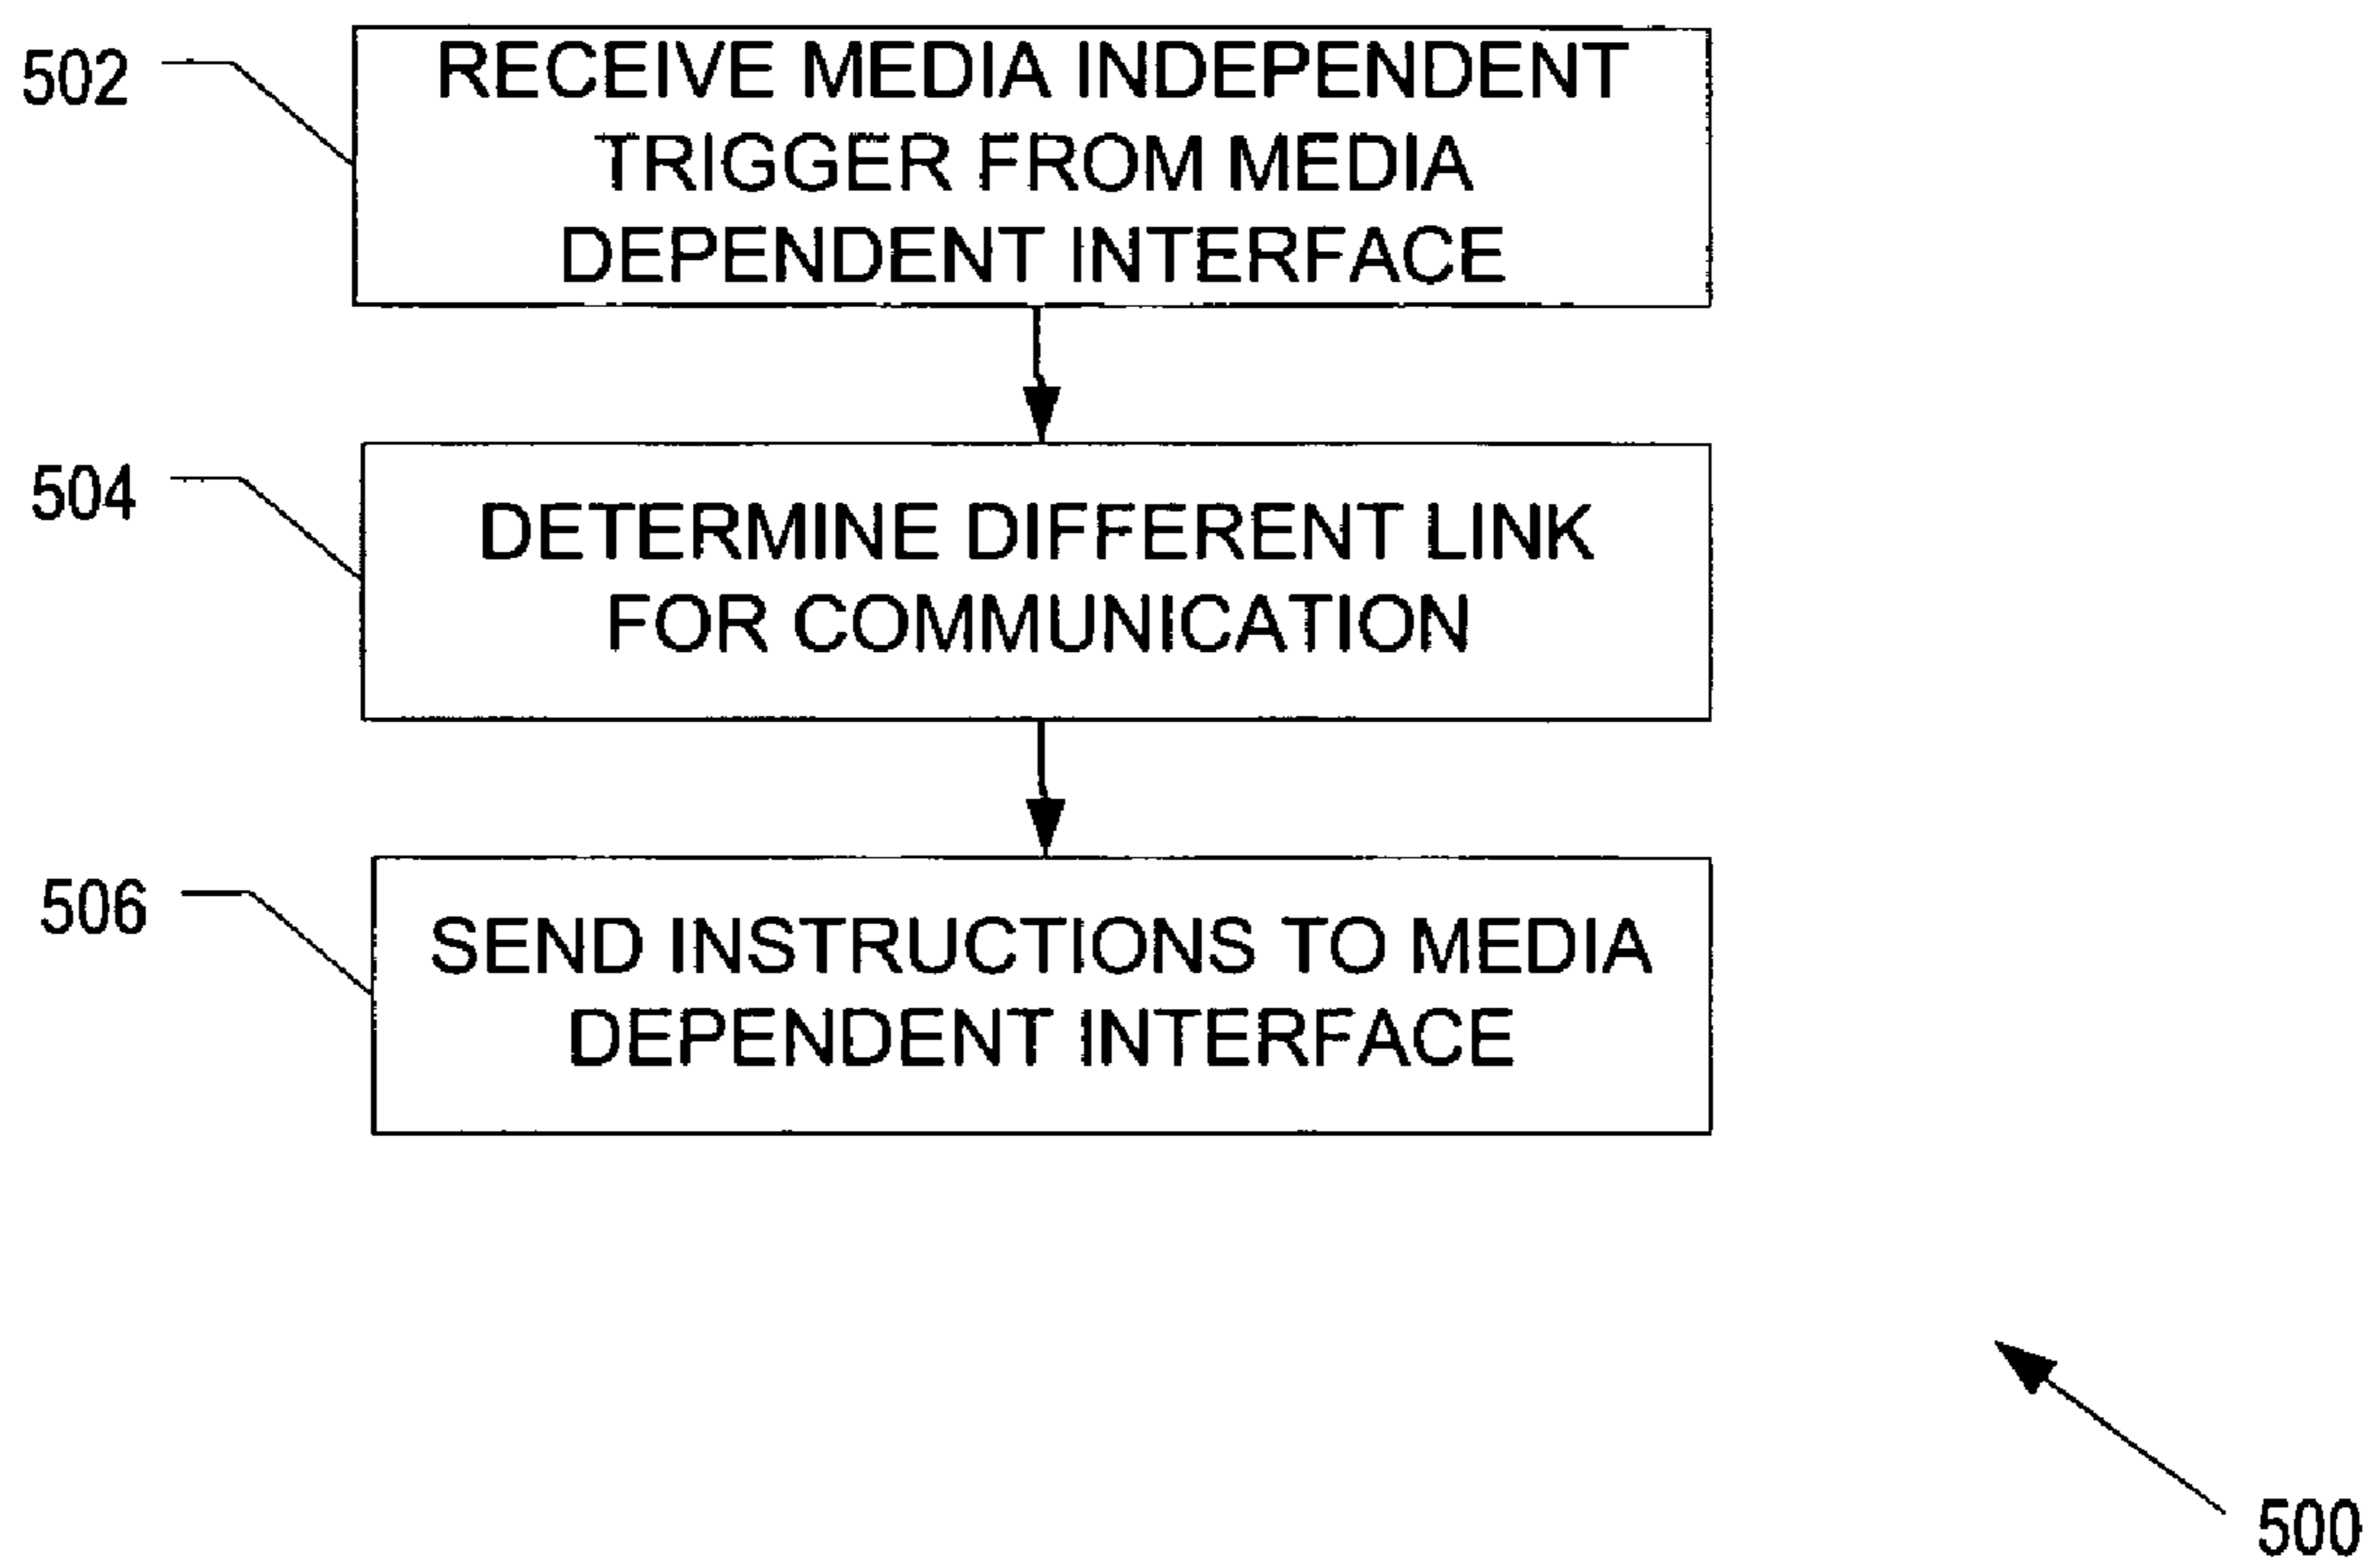 502
RECEIVE MEDIA INDEPENDENT
TRIGGER FROM MEDIA
DEPENDENT INTERFACE
504
DETERMINE DIFFERENT LINK
FOR COMMUNICATION
506
SEND INSTRUCTIONS TO MEDIA
DEPENDENT INTERFACE
500